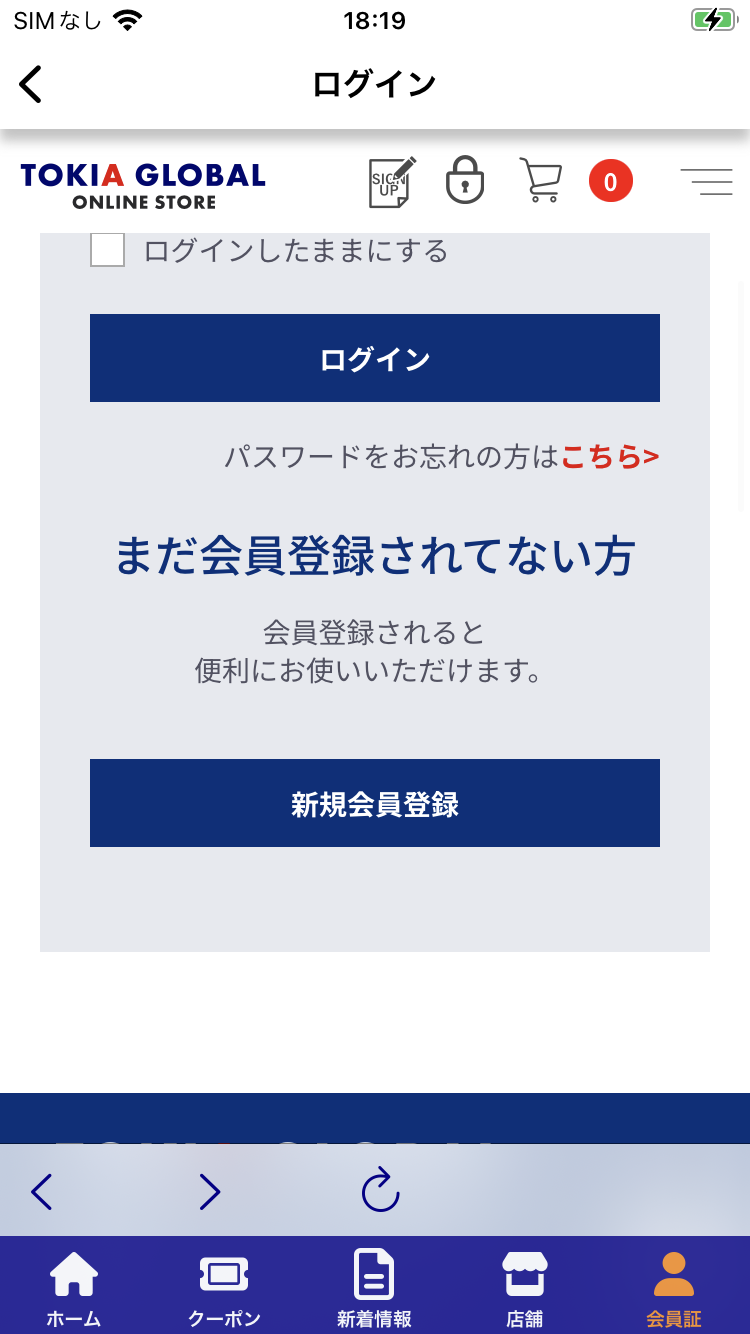 SIMなし 18:19
ログイン
TOKIA GLOBAL
ONLINE STORE
SIGN
UP
0
ログインしたままにする
ログイン
パスワードをお忘れの方はこちら>
まだ会員登録されてない方
会員登録されると
便利にお使いいただけます。
新規会員登録
ホーム クーポン 新着情報 店舗 会員証